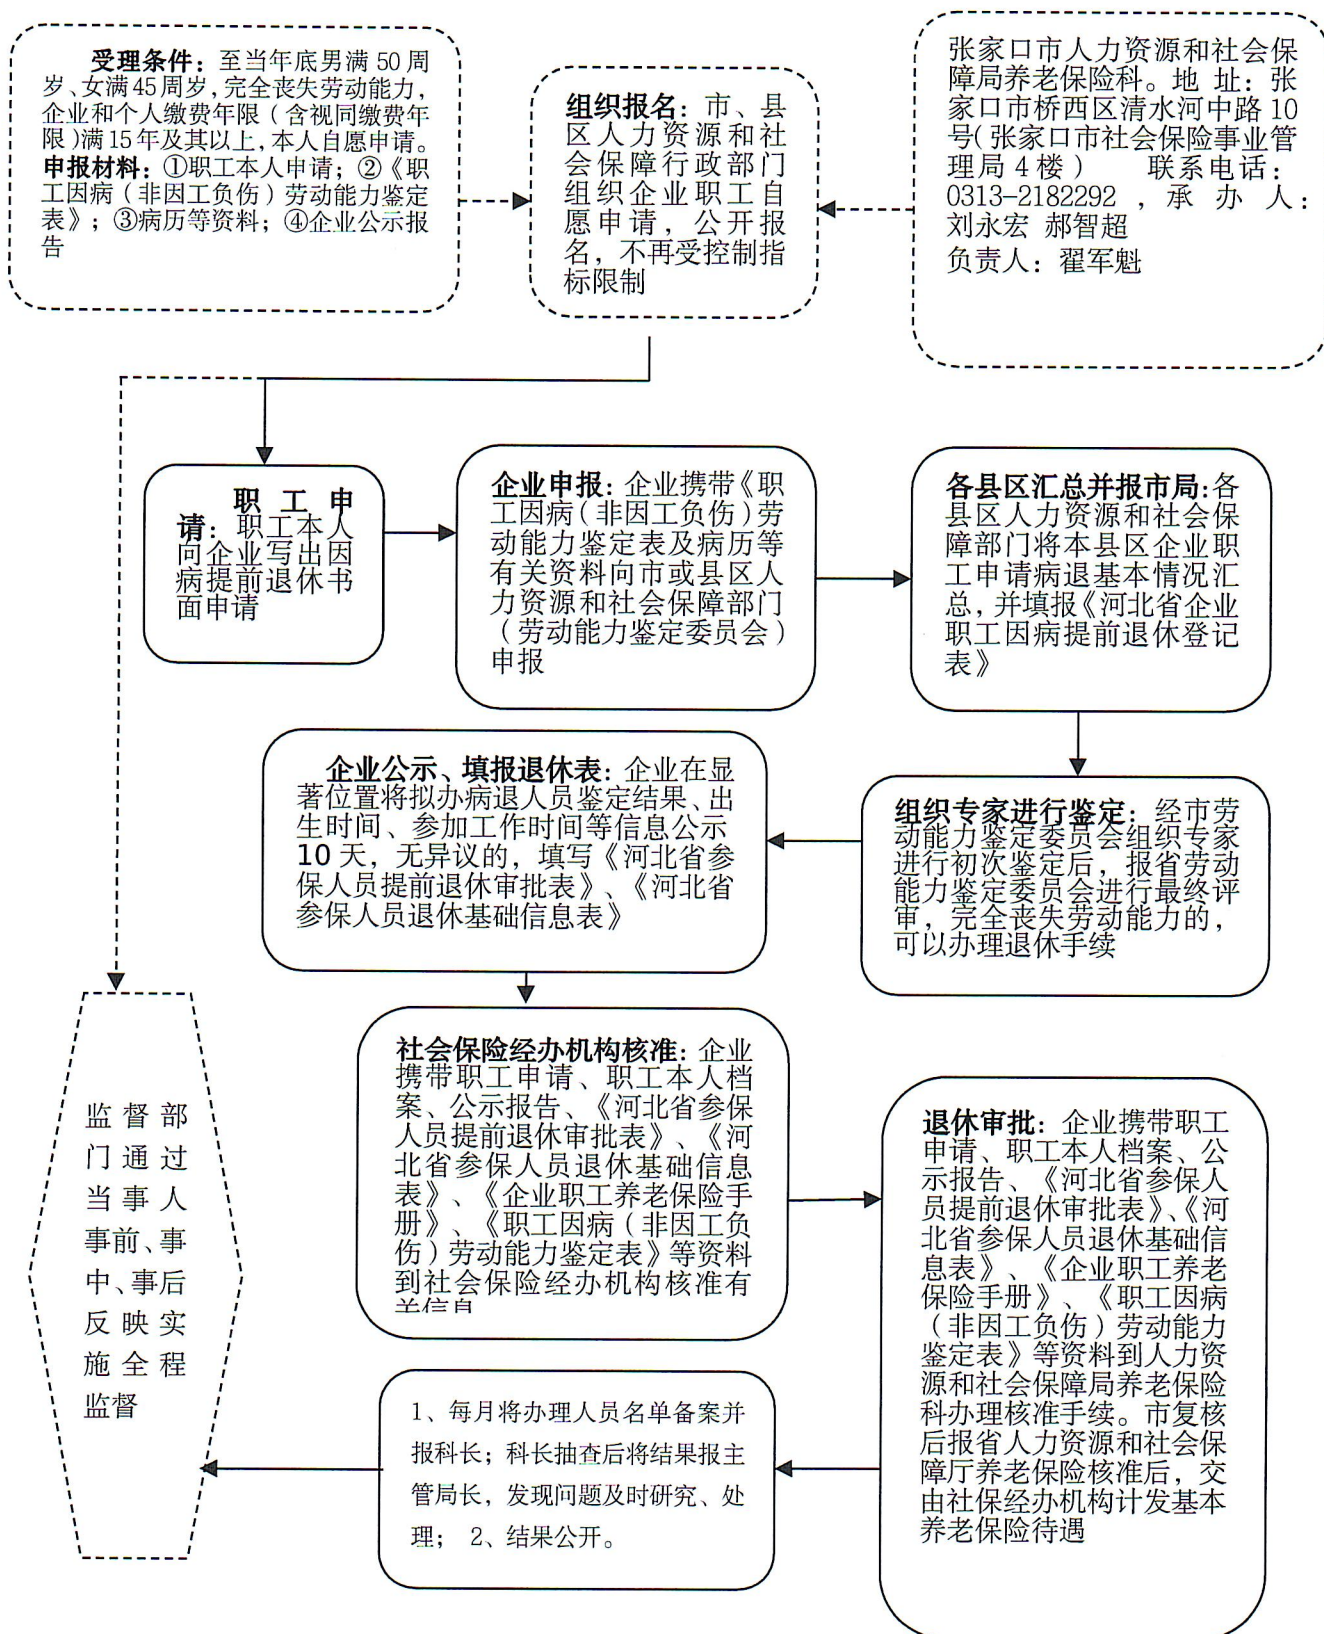 受理条件：至当年底男满 50 周
岁、女满 45 周岁，完全丧失劳动能力，
企业和个人缴费年限（含视同缴费年
限）满 15 年及其以上，本人自愿申请。
申报材料：①职工本人申请；②《职
工因病（非因工负伤）劳动能力鉴定
表》；③病历等资料；④企业公示报
告
组织报名：市、县
区人力资源和社
会保障行政部门
组织企业职工自
愿申请，公开报
名，不再受控制指
标限制
张家口市人力资源和社会保
障局养老保险科。地 址：张
家口市桥西区清水河中路 10
号（张家口市社会保险事业管
理局 4 楼） 联系电话：
0313-2182292 ，承 办 人：
刘永宏 郝智超
负责人：翟军魁
职 工 申
请：职工本人
向企业写出因
病提前退休书
面申请
企业申报：企业携带《职
工因病（非因工负伤）劳
动能力鉴定表及病历等
有关资料向市或县区人
力资源和社会保障部门
（劳动能力鉴定委员会）
申报
各县区汇总并报市局：各
县区人力资源和社会保
障部门将本县区企业职
工申请病退基本情况汇
总，并填报《河北省企业
职工因病提前退休登记
表》
企业公示、填报退休表：企业在显
著位置将拟办病退人员鉴定结果、出
生时间、参加工作时间等信息公示
10 天，无异议的，填写《河北省参
保人员提前退休审批表》、《河北省
参保人员退休基础信息表》
组织专家进行鉴定：经市劳
动能力鉴定委员会组织专家
进行初次鉴定后，报省劳动
能力鉴定委员会进行最终评
审，完全丧失劳动能力的，
可以办理退休手续
社会保险经办机构核准：企业
携带职工申请、职工本人档
案、公示报告、《河北省参保
人员提前退休审批表》、《河
北省参保人员退休基础信息
表》、《企业职工养老保险手
册》、《职工因病（非因工负
伤）劳动能力鉴定表》等资料
到社会保险经办机构核准有
关信息
退休审批：企业携带职工
申请、职工本人档案、公
示报告、《河北省参保人
员提前退休审批表》、《河
北省参保人员退休基础信
息表》、《企业职工养老
保险手册》、《职工因病
（非因工负伤）劳动能力
鉴定表》等资料到人力资
源和社会保障局养老保险
科办理核准手续。市复核
后报省人力资源和社会保
障厅养老保险核准后，交
由社保经办机构计发基本
养老保险待遇
监 督 部
门 通 过
当 事 人
事前、事
中、事后
反 映 实
施 全 程
监督
1、每月将办理人员名单备案并
报科长；科长抽查后将结果报主
管局长，发现问题及时研究、处
理； 2、结果公开。